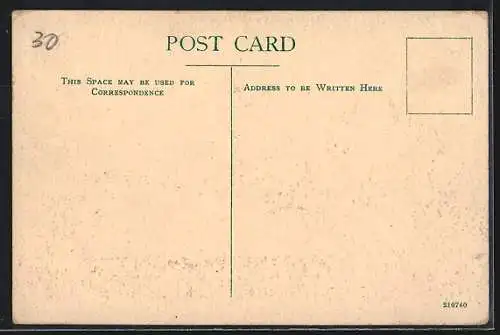 30
POST CARD
THIS SPACE MAY BE USED FOR
CORRESPONDENCE
ADDRESS TO BE WRITTEN HERE
216740